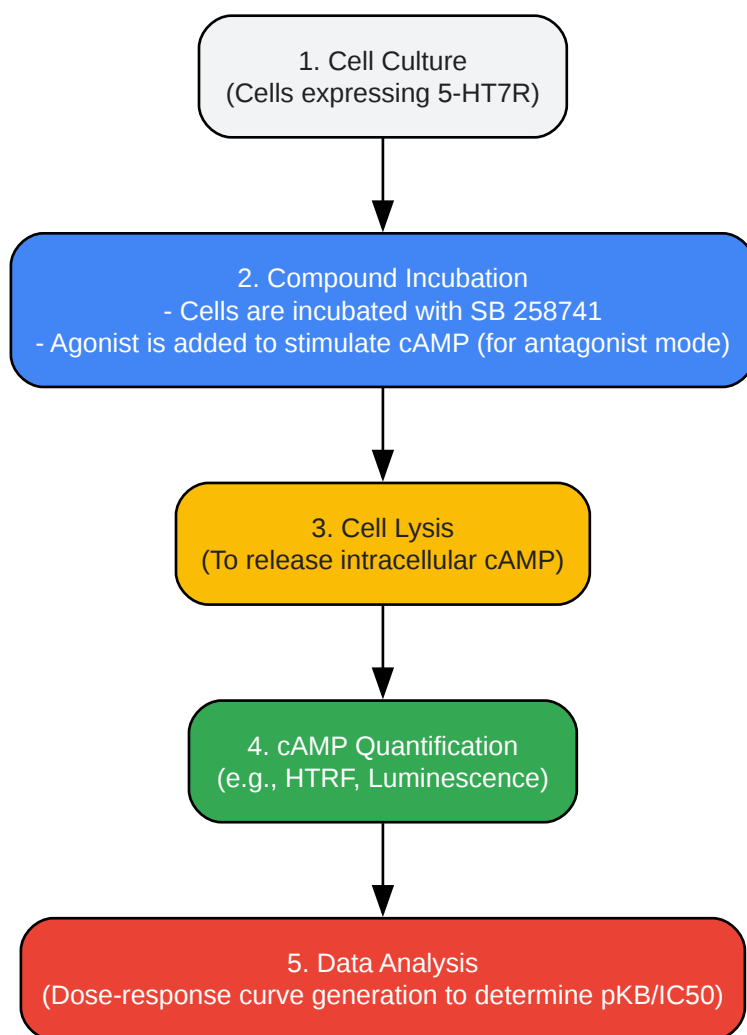 1. Cell Culture
(Cells expressing 5-HT7R)
2. Compound Incubation
- Cells are incubated with SB 258741
- Agonist is added to stimulate cAMP (for antagonist mode)
3. Cell Lysis
(To release intracellular cAMP)
4. cAMP Quantification
(e.g., HTRF, Luminescence)
5. Data Analysis
(Dose-response curve generation to determine pKB/IC50)